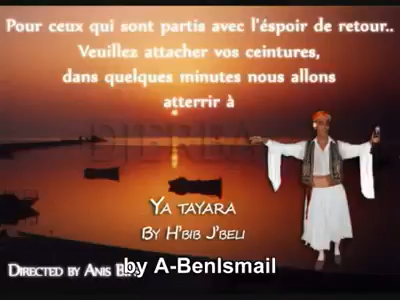 Pour ceux qui sont partis avec l'éspoir de retour..
Veuillez attacher vos ceintures,
dans quelques minutes nous allons
atterrir à
DJERBA
Ya tayara
By H'bib J'beli
Directed by Anis
by A-BenIsmail